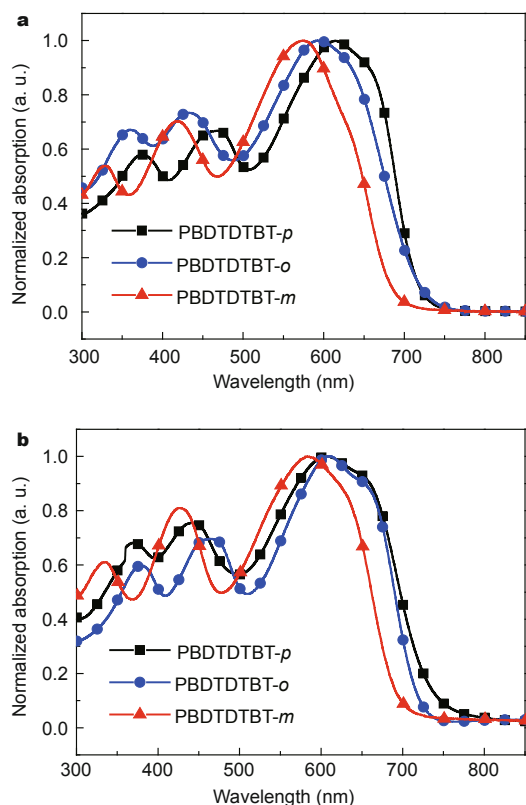 a
Normalized absorption (a. u.)
1.0
0.8
0.6
0.4
0.2
0.0
PBDTDTBT-p
PBDTDTBT-o
PBDTDTBT-m
300 400 500 600 700 800
Wavelength (nm)
b
Normalized absorption (a. u.)
1.0
0.8
0.6
0.4
0.2
0.0
PBDTDTBT-p
PBDTDTBT-o
PBDTDTBT-m
300 400 500 600 700 800
Wavelength (nm)